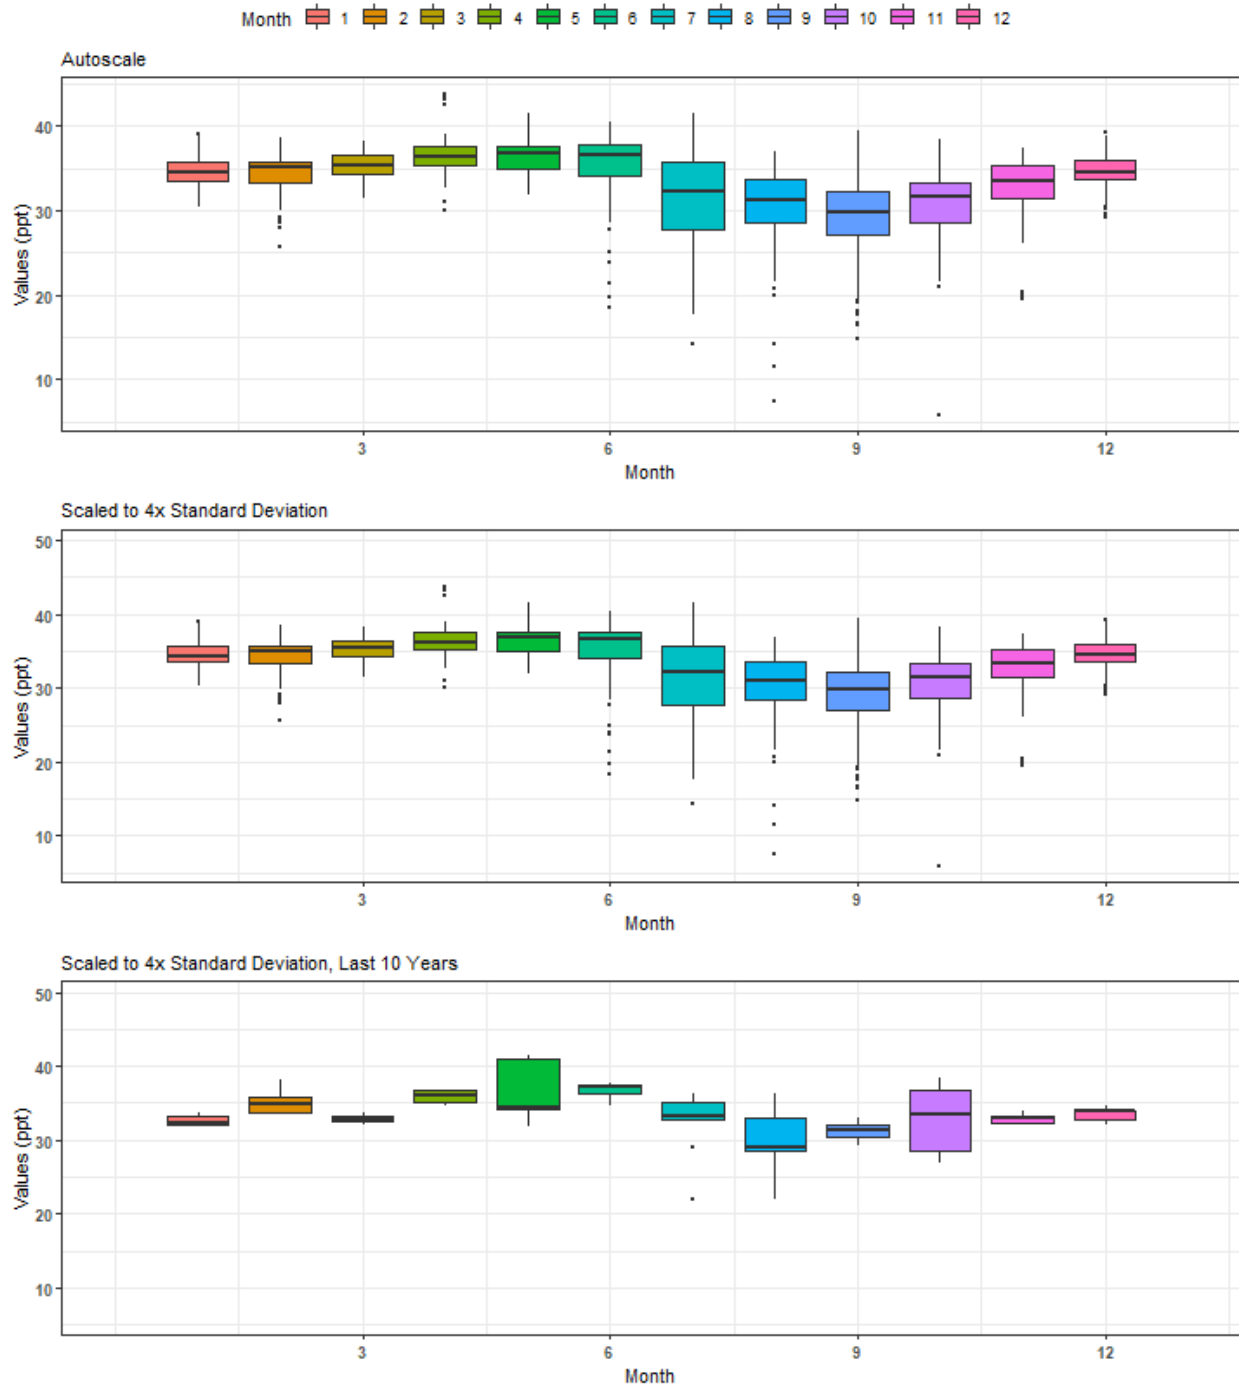 Month 1 2 3 4 5 6 7 8 9 10 11 12
Autoscale
Values (ppt)
40
30
20
10
3 6 9 12
Month
Scaled to 4x Standard Deviation
Values (ppt)
50
40
30
20
10
3 6 9 12
Month
Scaled to 4x Standard Deviation, Last 10 Years
Values (ppt)
50
40
30
20
10
3 6 9 12
Month